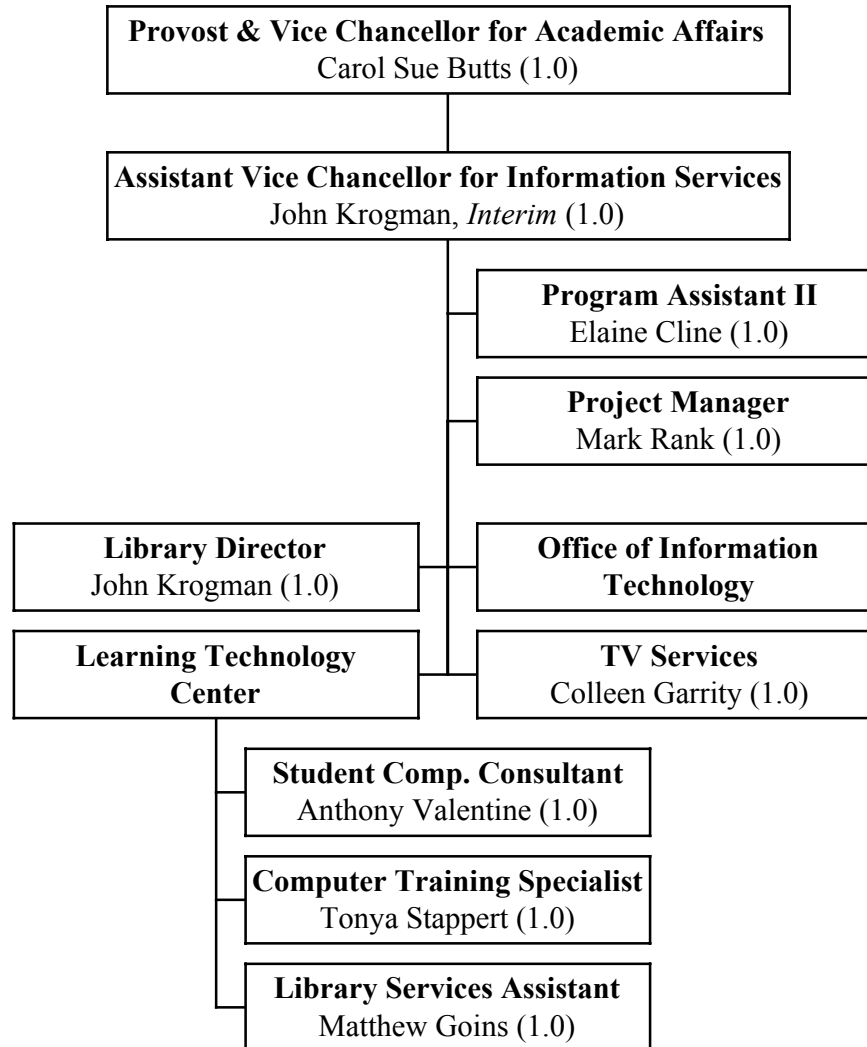 Provost & Vice Chancellor for Academic Affairs
Carol Sue Butts (1.0)
Assistant Vice Chancellor for Information Services
John Krogman, Interim (1.0)
Program Assistant II
Elaine Cline (1.0)
Project Manager
Mark Rank (1.0)
Library Director
John Krogman (1.0)
Office of Information
Technology
Learning Technology
Center
TV Services
Colleen Garrity (1.0)
Student Comp. Consultant
Anthony Valentine (1.0)
Computer Training Specialist
Tonya Stappert (1.0)
Library Services Assistant
Matthew Goins (1.0)